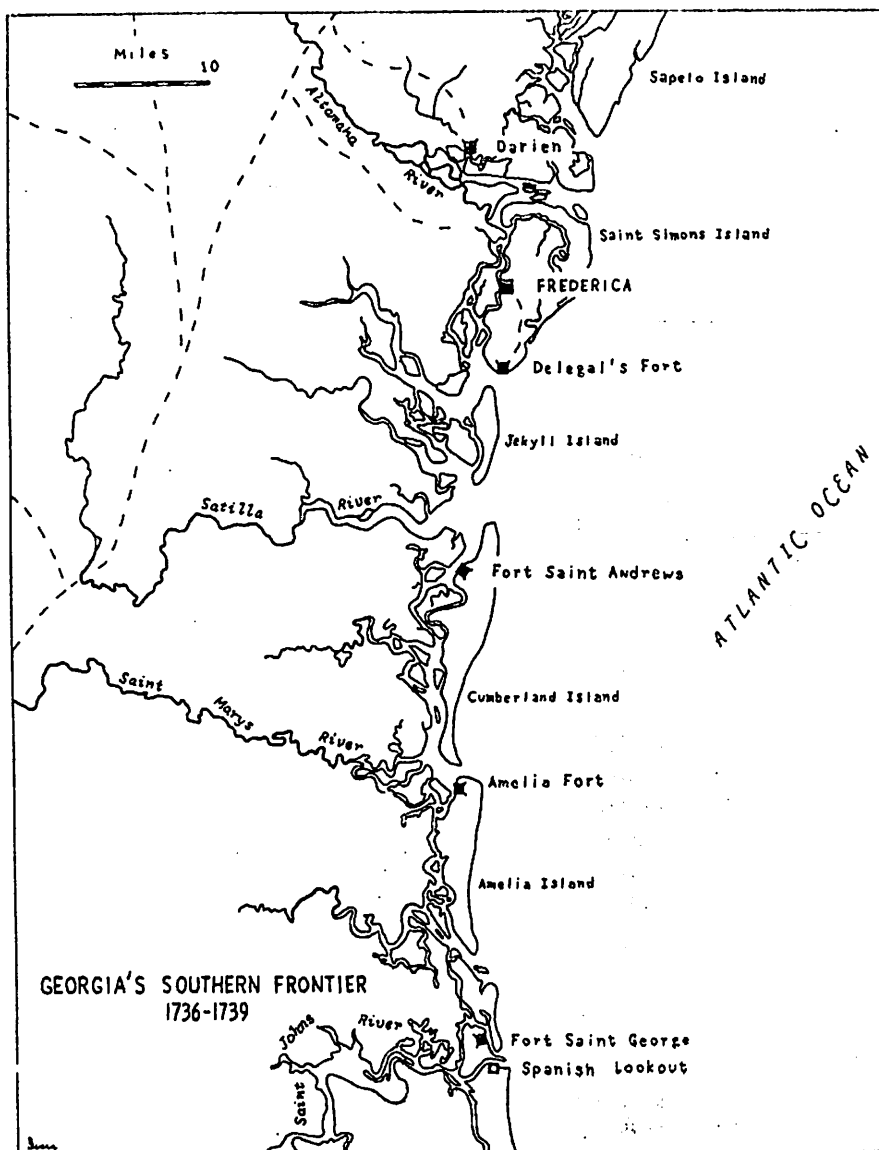 Miles
10
Sapelo Island
Altamaha
River
Darien
Saint Simons Island
FREDERICA
Delegal's Fort
Jekyll Island
Satilla River
Fort Saint Andrews
ATLANTIC OCEAN
Cumberland Island
Saint Marys River
Amelia Fort
Amelia Island
GEORGIA'S SOUTHERN FRONTIER
1736-1739
Saint Johns River
Fort Saint George
Spanish Lookout